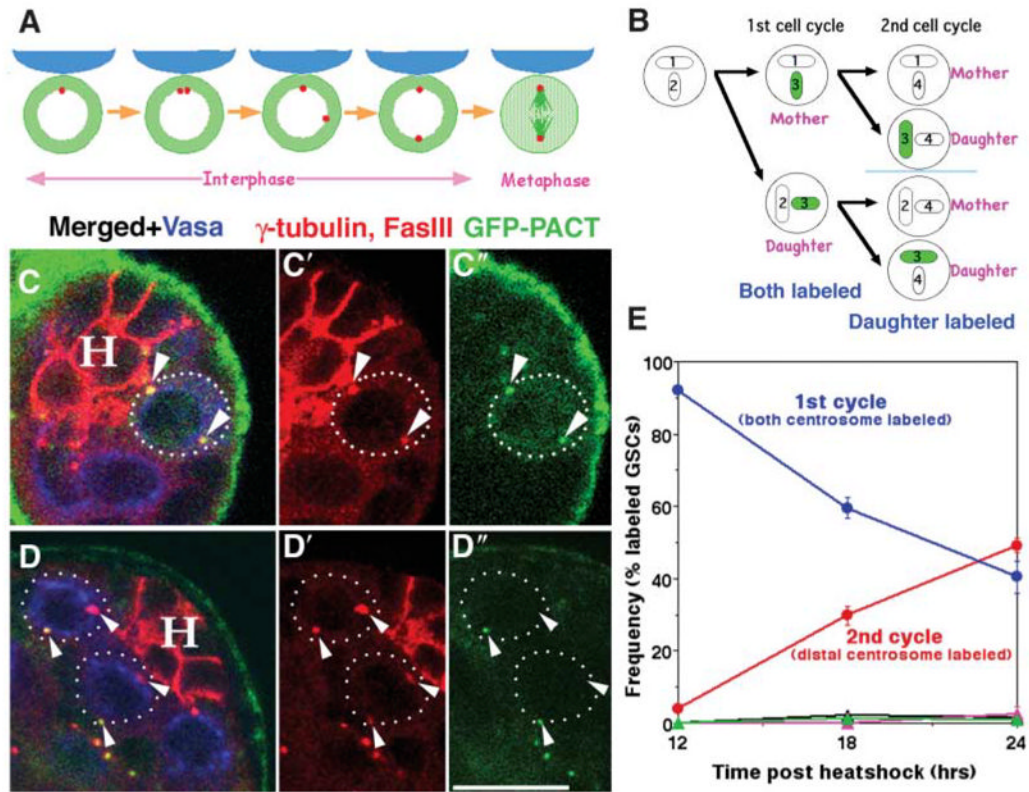 A
Interphase
Metaphase
B
1st cell cycle
2nd cell cycle
1
2
1
3
Mother
1
4
Mother
3
4
Daughter
2
3
Daughter
2
4
Mother
3
4
Daughter
Both labeled
Daughter labeled
Merged+Vasa
γ-tubulin, FasIII
GFP-PACT
C
H
C'
C"
D
H
D'
D"
E
100
80
60
40
20
0
12
18
24
Frequency (% labeled GSCs)
1st cycle
(both centrosome labeled)
2nd cycle
(distal centrosome labeled)
Time post heatshock (hrs)